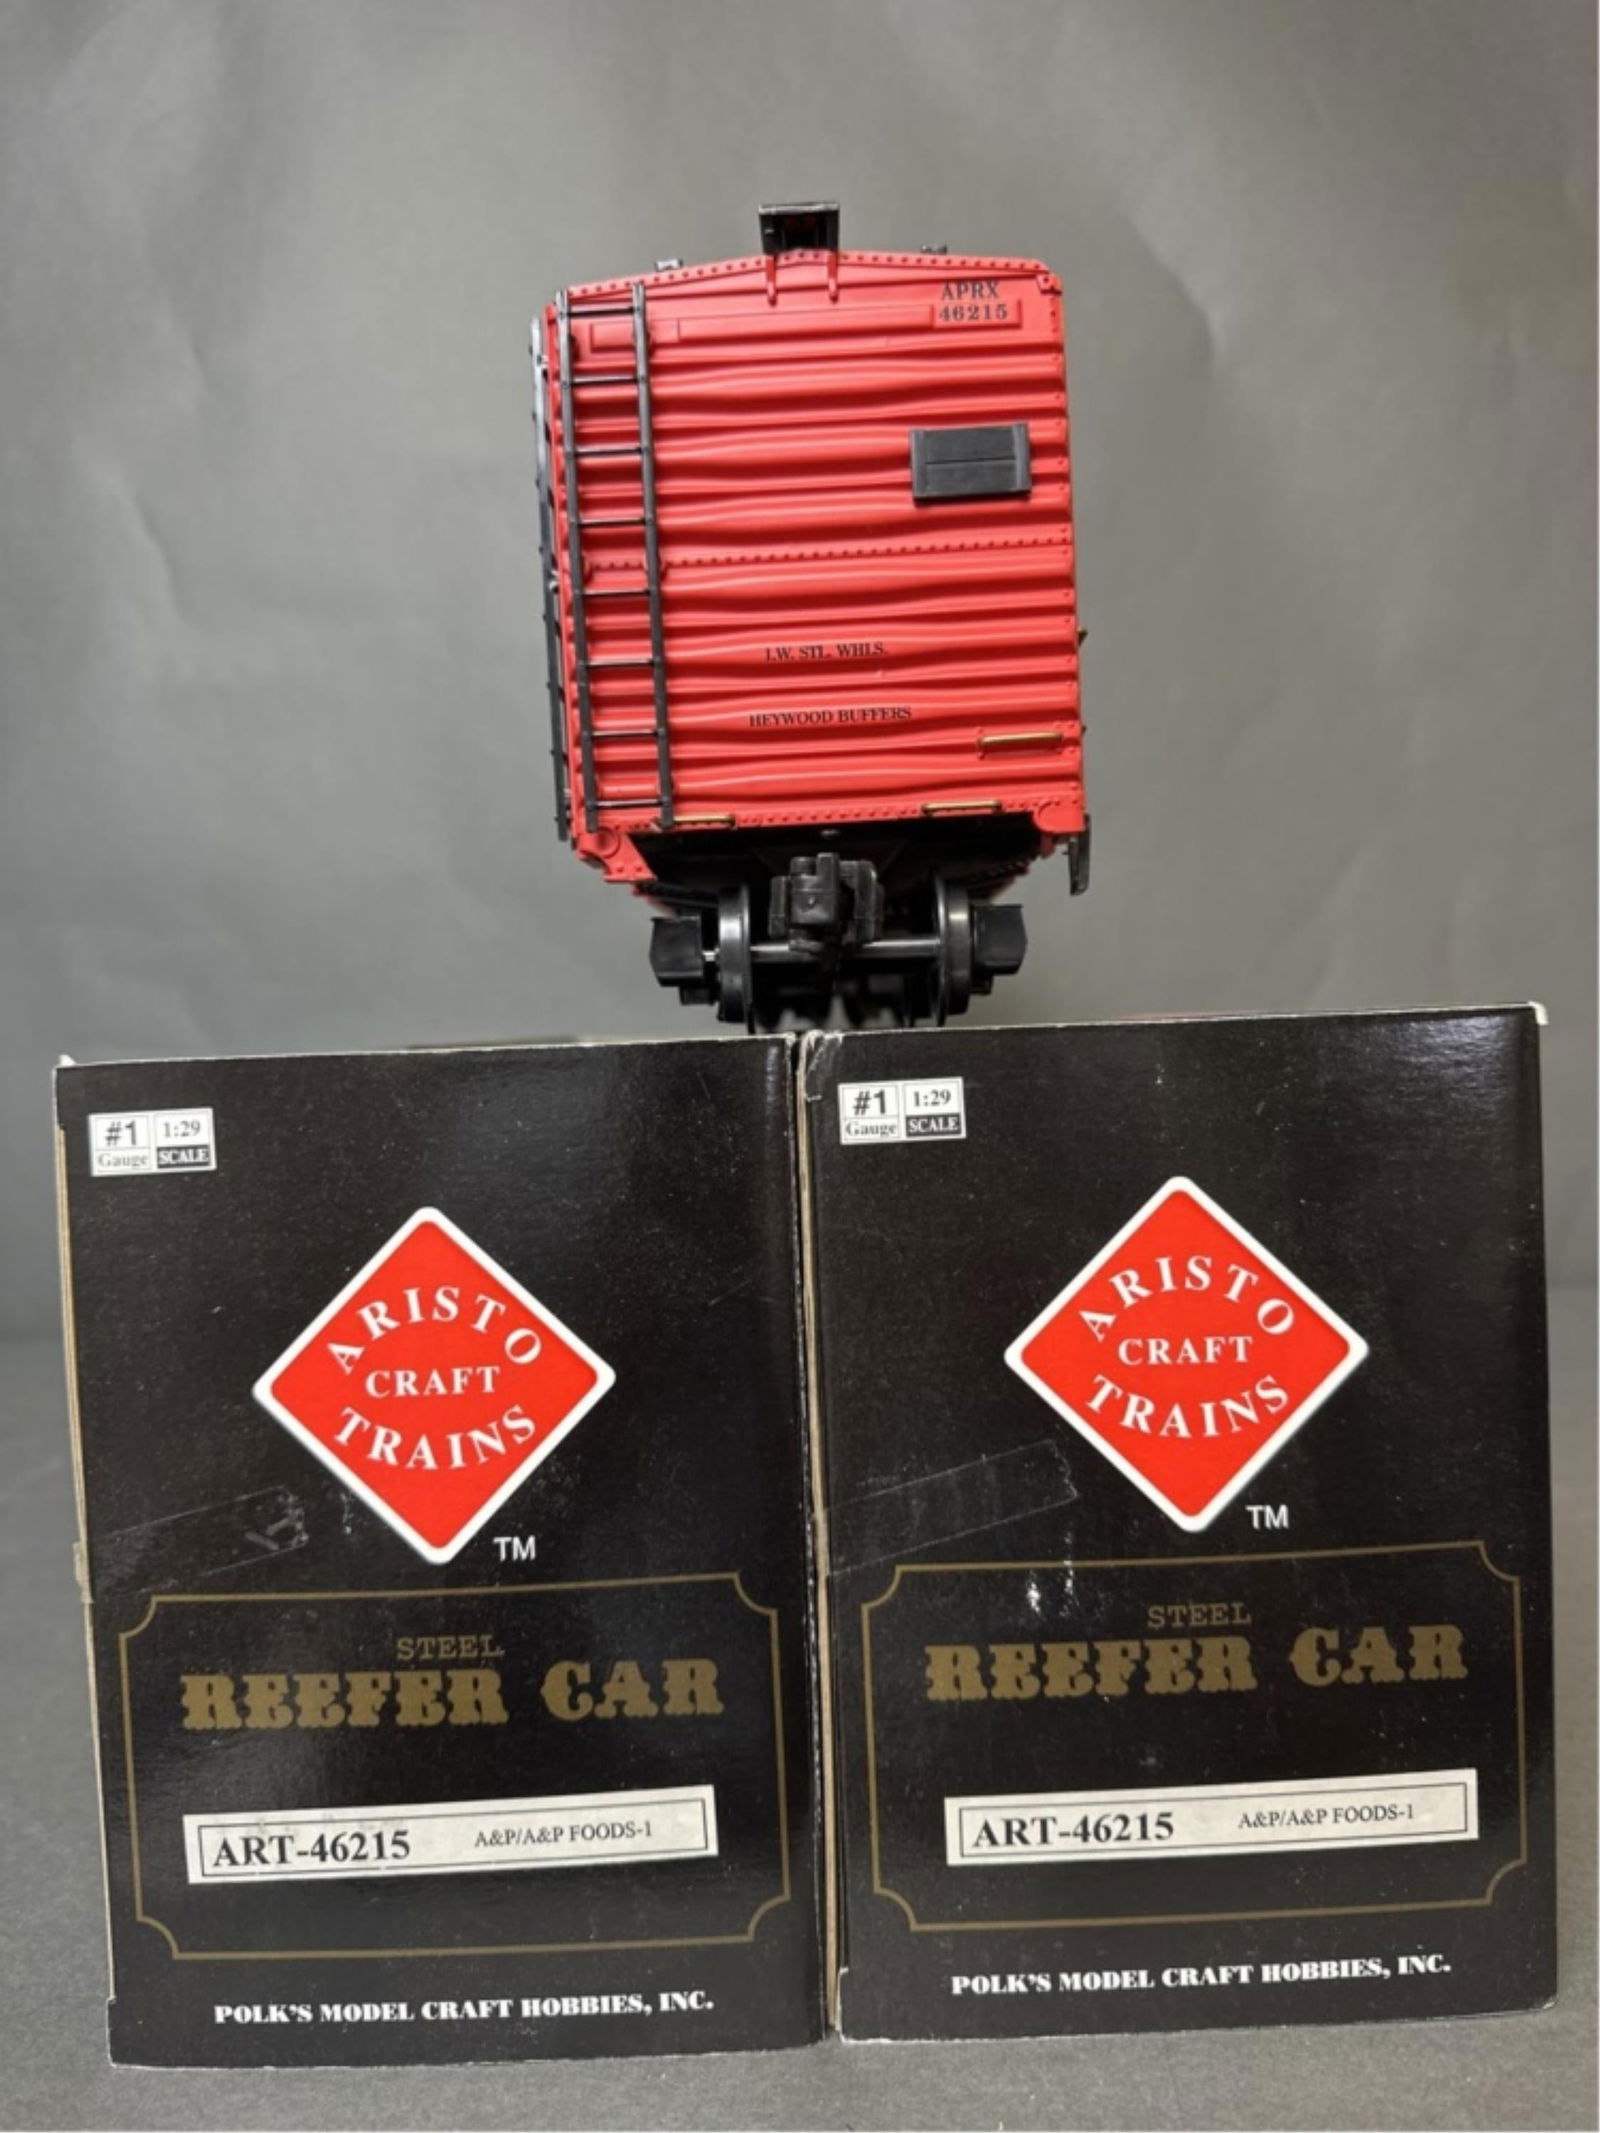 APRX
46215
I.W. STL. WHLS.
HEYWOOD BUFFERS
#1 Gauge
1:29 SCALE
ARISTO
CRAFT
TRAINS
TM
STEEL
REEFER CAR
ART-46215 A&P/A&P FOODS-1
POLK'S MODEL CRAFT HOBBIES, INC.
#1 Gauge
1:29 SCALE
ARISTO
CRAFT
TRAINS
TM
STEEL
REEFER CAR
ART-46215 A&P/A&P FOODS-1
POLK'S MODEL CRAFT HOBBIES, INC.